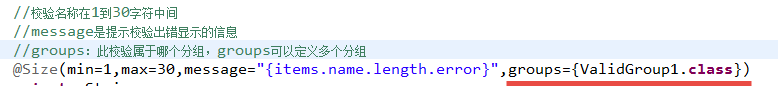 //校验名称在1到30字符中间
//message是提示校验出错显示的信息
//groups：此校验属于哪个分组，groups可以定义多个分组
@Size(min=1,max=30,message="{items.name.length.error}",groups={ValidGroup1.class})